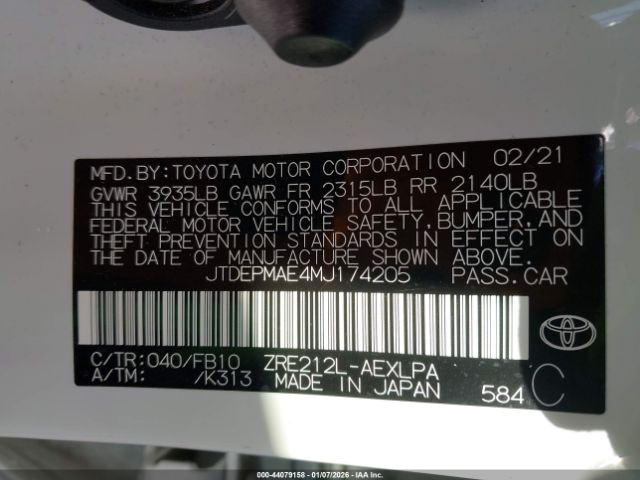 MFD.BY:TOYOTA MOTOR CORPORATION 02/21
GVWR 3935LB GAWR FR 2315LB RR 2140LB
THIS VEHICLE CONFORMS TO ALL APPLICABLE
FEDERAL MOTOR VEHICLE SAFETY,BUMPER,AND
THEFT PREVENTION STANDARDS IN EFFECT ON
THE DATE OF MANUFACTURE SHOWN ABOVE.
JTDEPMAE4MJ174205 PASS.CAR
C/TR:040/FB10 ZRE212L-AEXLPA
A/TM: /K313 MADE IN JAPAN 584 C
000-44079158 - 01/07/2026 - IAA Inc.